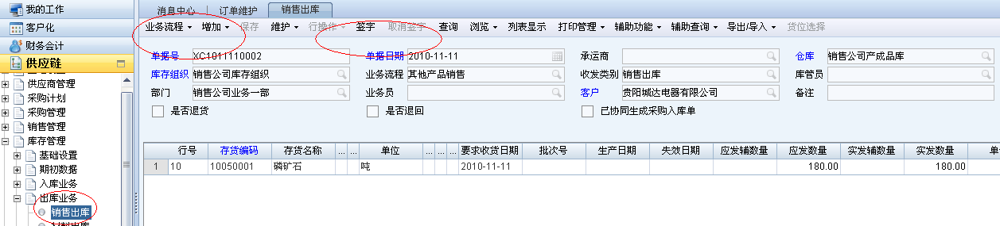 我的工作
客户化
财务会计
供应链
供应商管理
采购计划
采购管理
销售管理
库存管理
基础设置
期初数据
入库业务
出库业务
销售出库
消息中心 订单维护 销售出库
业务流程 增加 保存 维护 行操作 签字 取消签字 查询 浏览 列表显示 打印管理 辅助功能 辅助查询 导出/导入 货位选择
单据号 XC1011110002 单据日期 2010-11-11 承运商 仓库 销售公司产成品库
库存组织 销售公司库存组织 业务流程 其他产品销售 收发类别 销售出库 库管员
部门 销售公司业务一部 业务员 客户 贵阳城达电器有限公司 备注
是否退货 是否退回 已协同生成采购入库单
行号 存货编码 存货名称 ... ... 单位 ... ... ... 要求收货日期 批次号 生产日期 失效日期 应发辅数量 应发数量 实发辅数量 实发数量
1 10 10050001 磷矿石 吨 2010-11-11 180.00 180.00